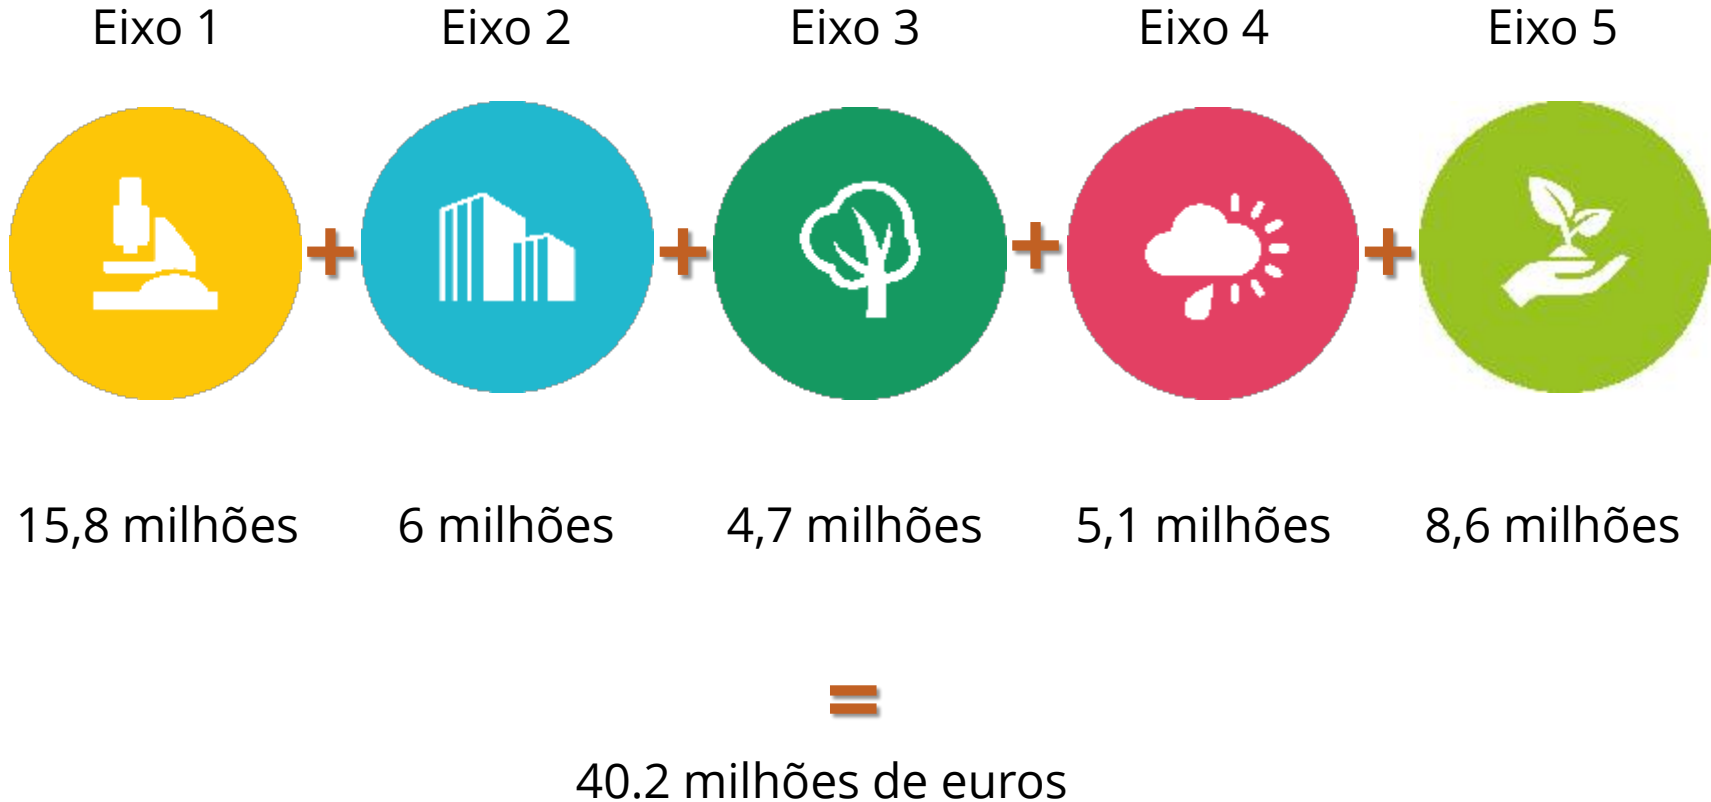 Eixo 1 Eixo 2 Eixo 3 Eixo 4 Eixo 5
+ + + +
15,8 milhões 6 milhões 4,7 milhões 5,1 milhões 8,6 milhões
=
40.2 milhões de euros